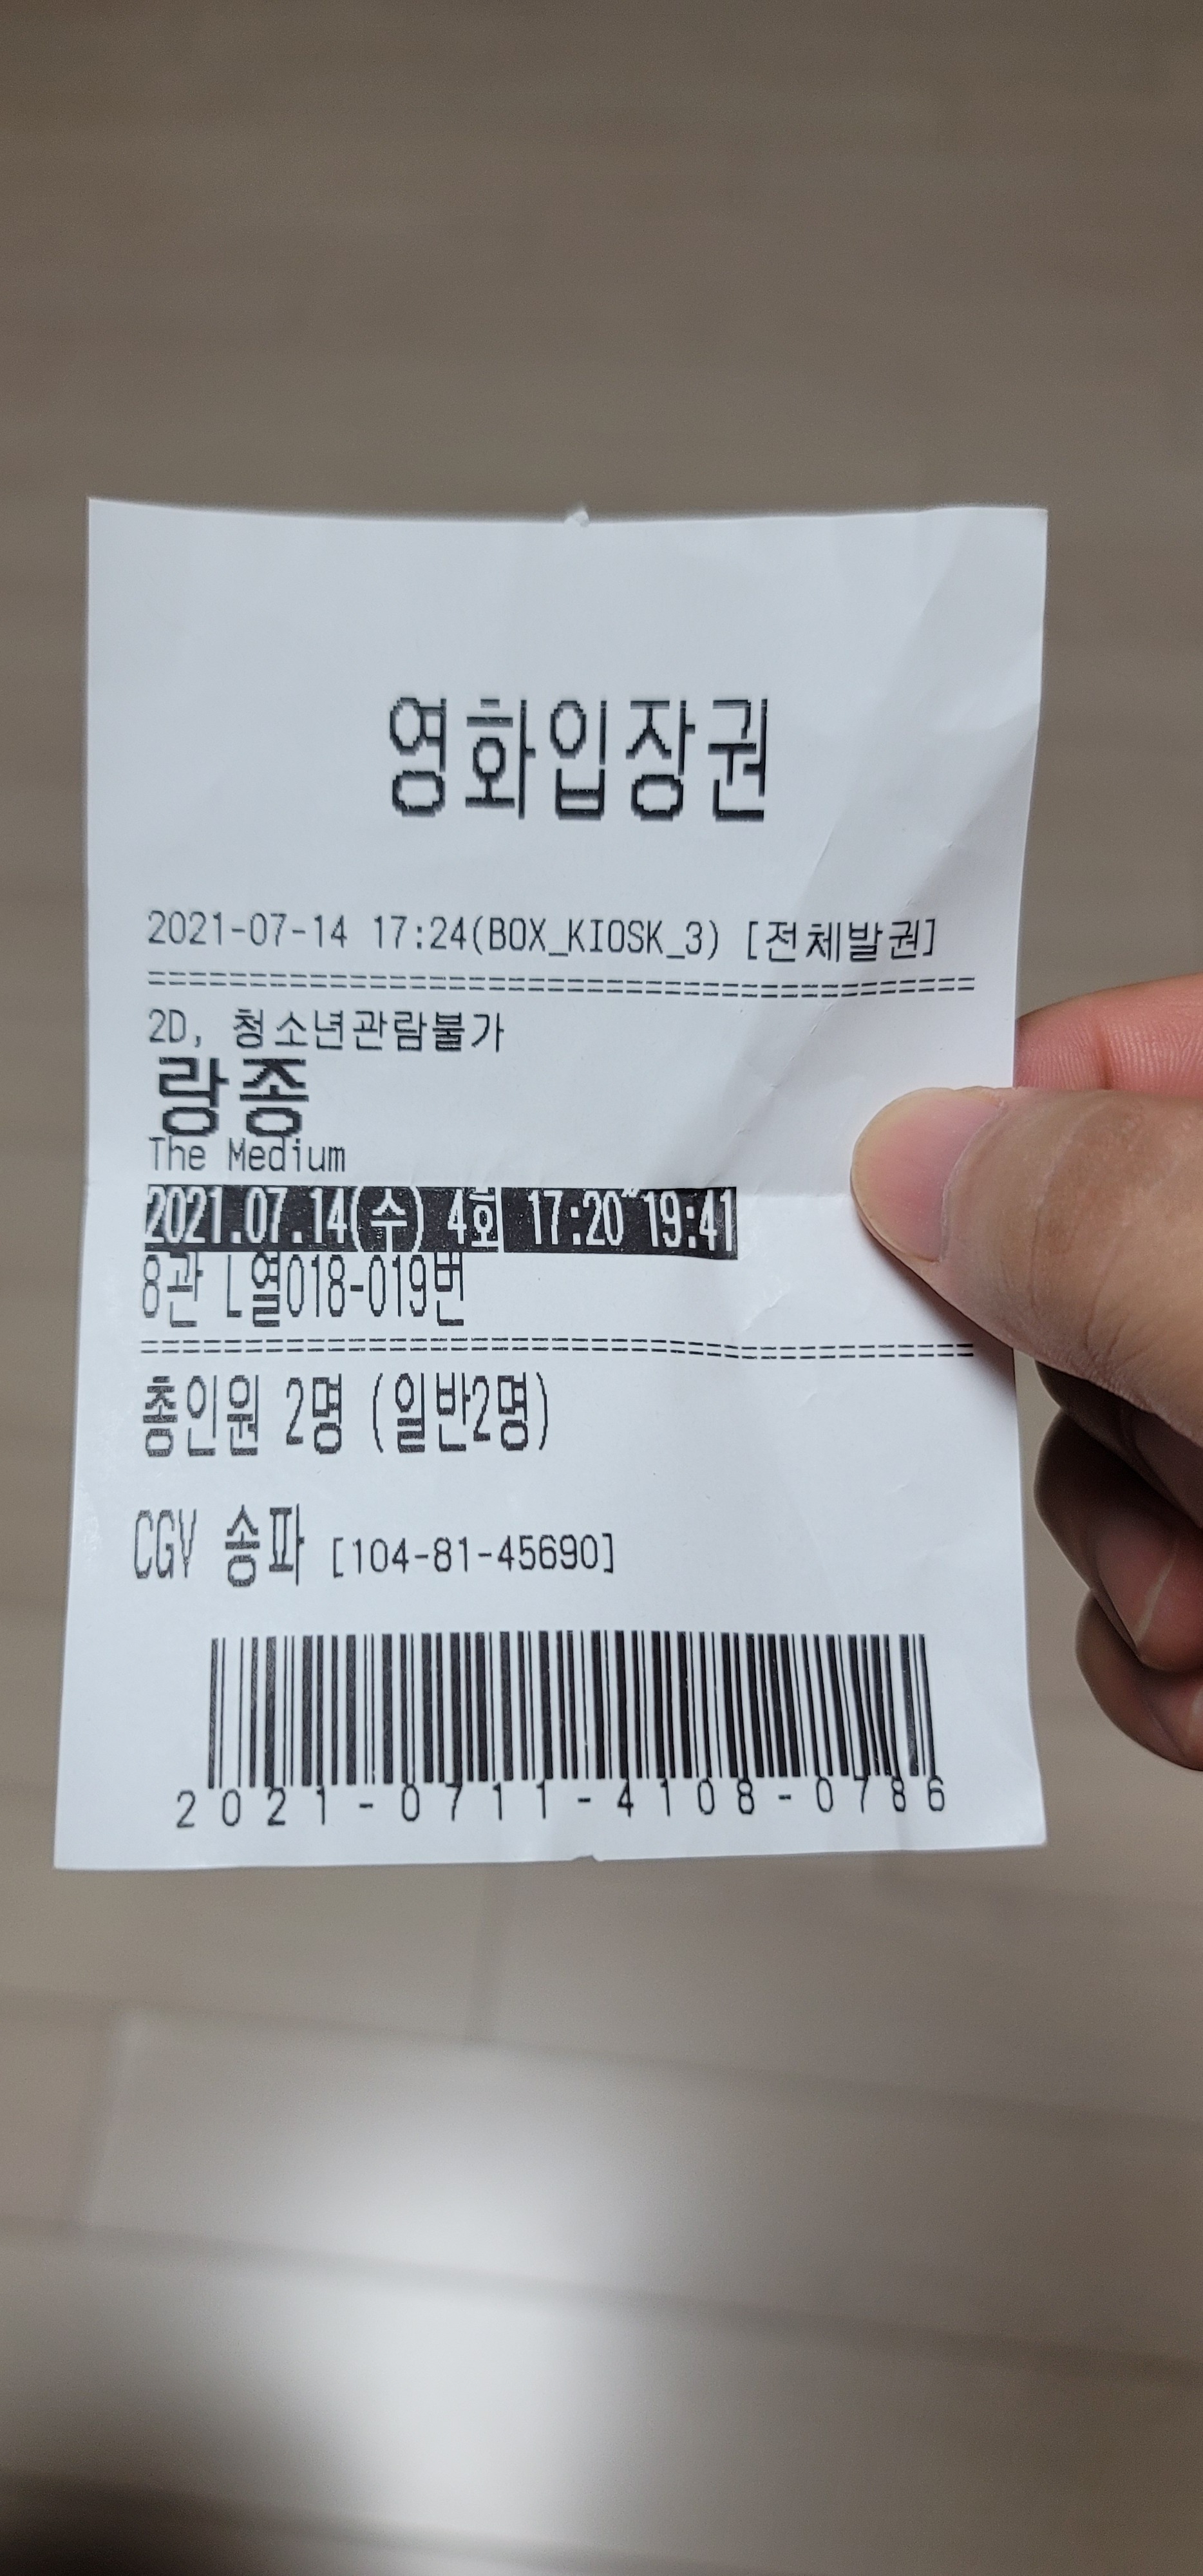 영화입장권
2021-07-14 17:24(BOX_KIOSK_3) [전체발권]
==========================================
2D, 청소년관람불가
랑종
The Medium
2021.07.14(수) 4회 17:20~19:41
8관 L열018-019번
==========================================
총인원 2명 (일반2명)
CGV 송파 [104-81-45690]
2021-0711-4108-0786